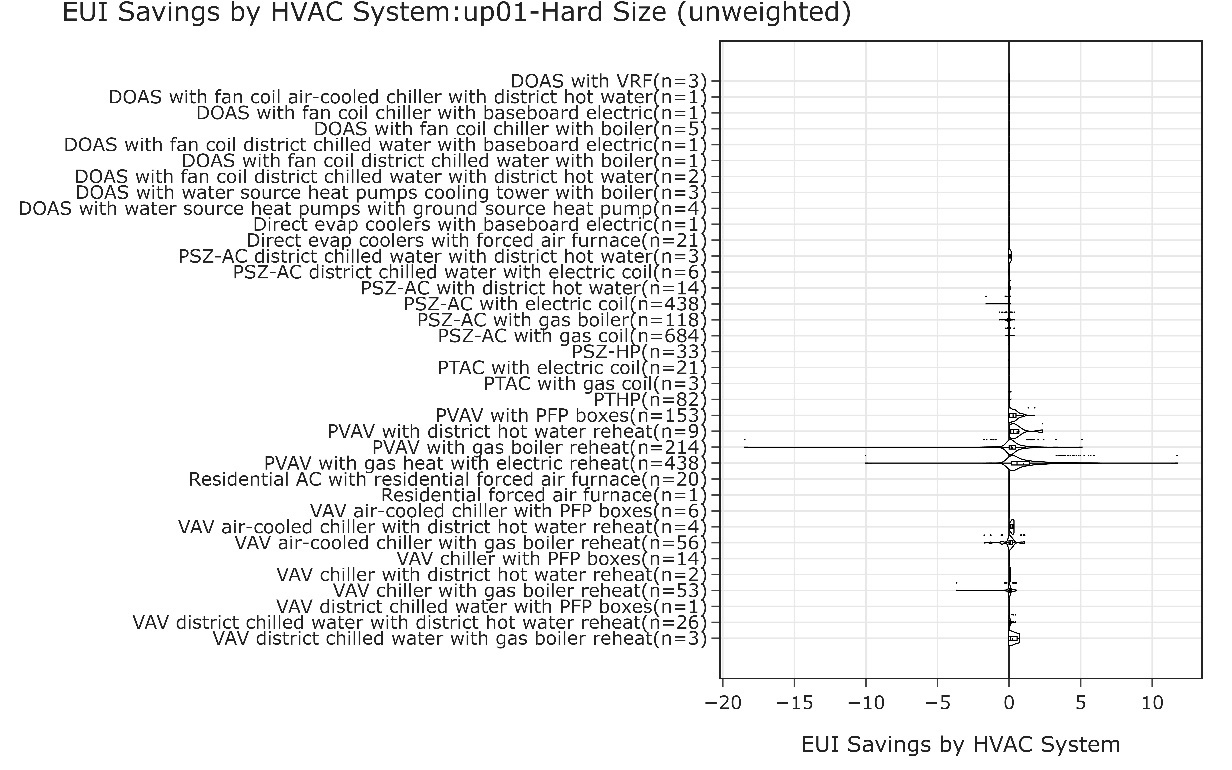 EUI Savings by HVAC System:up01-Hard Size (unweighted)
DOAS with VRF(n=3)
DOAS with fan coil air-cooled chiller with district hot water(n=1)
DOAS with fan coil chiller with baseboard electric(n=1)
DOAS with fan coil chiller with boiler(n=5)
DOAS with fan coil district chilled water with baseboard electric(n=1)
DOAS with fan coil district chilled water with boiler(n=1)
DOAS with fan coil district chilled water with district hot water(n=2)
DOAS with water source heat pumps cooling tower with boiler(n=3)
DOAS with water source heat pumps with ground source heat pump(n=4)
Direct evap coolers with baseboard electric(n=1)
Direct evap coolers with forced air furnace(n=21)
PSZ-AC district chilled water with district hot water(n=3)
PSZ-AC district chilled water with electric coil(n=6)
PSZ-AC with district hot water(n=14)
PSZ-AC with electric coil(n=438)
PSZ-AC with gas boiler(n=118)
PSZ-AC with gas coil(n=684)
PSZ-HP(n=33)
PTAC with electric coil(n=21)
PTAC with gas coil(n=3)
PTHP(n=82)
PVAV with PFP boxes(n=153)
PVAV with district hot water reheat(n=9)
PVAV with gas boiler reheat(n=214)
PVAV with gas heat with electric reheat(n=438)
Residential AC with residential forced air furnace(n=20)
Residential forced air furnace(n=1)
VAV air-cooled chiller with PFP boxes(n=6)
VAV air-cooled chiller with district hot water reheat(n=4)
VAV air-cooled chiller with gas boiler reheat(n=56)
VAV chiller with PFP boxes(n=14)
VAV chiller with district hot water reheat(n=2)
VAV chiller with gas boiler reheat(n=53)
VAV district chilled water with PFP boxes(n=1)
VAV district chilled water with district hot water reheat(n=26)
VAV district chilled water with gas boiler reheat(n=3)
−20 −15 −10 −5 0 5 10
EUI Savings by HVAC System